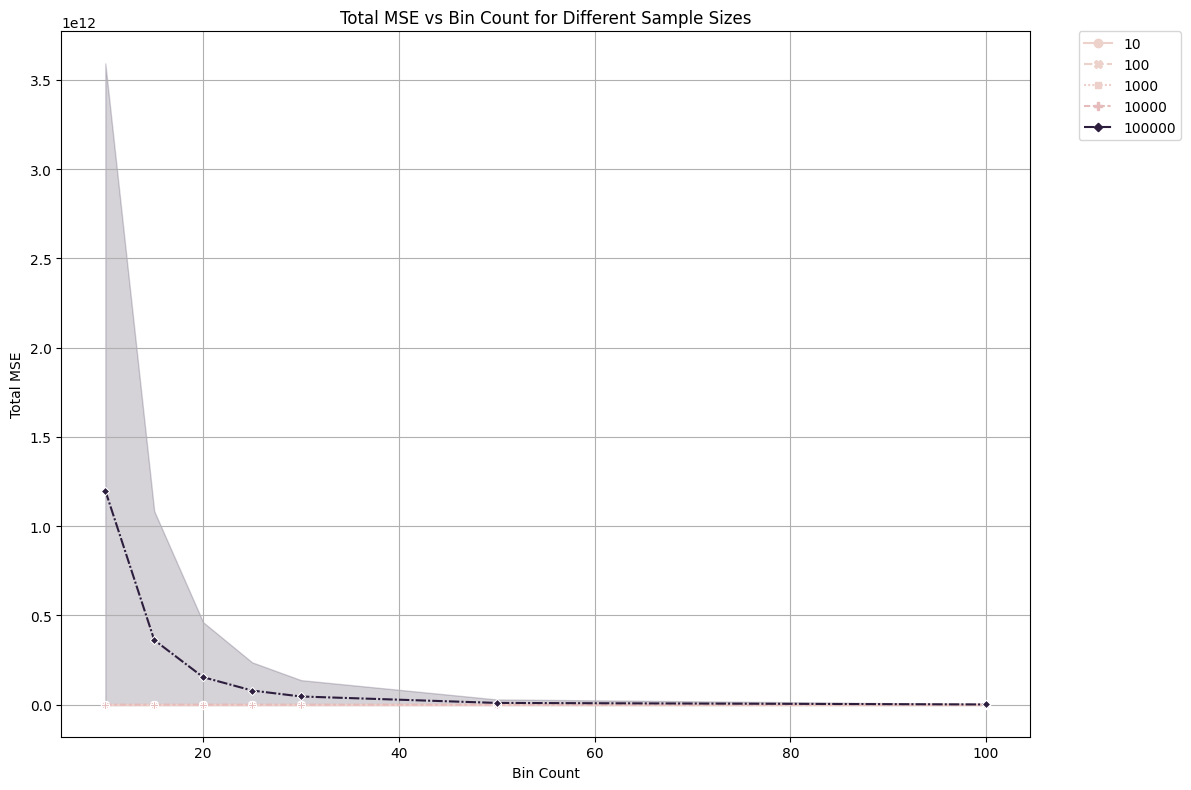 Total MSE vs Bin Count for Different Sample Sizes
1e12
3.5
3.0
2.5
2.0
1.5
1.0
0.5
0.0
Total MSE
20 40 60 80 100
Bin Count
10
100
1000
10000
100000